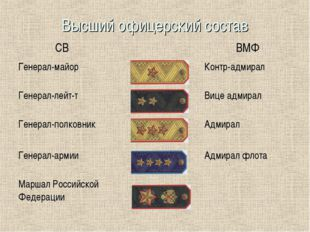 Высший офицерский состав
СВ ВМФ
Генерал-майор Контр-адмирал
Генерал-лейт-т Вице адмирал
Генерал-полковник Адмирал
Генерал-армии Адмирал флота
Маршал Российской
Федерации